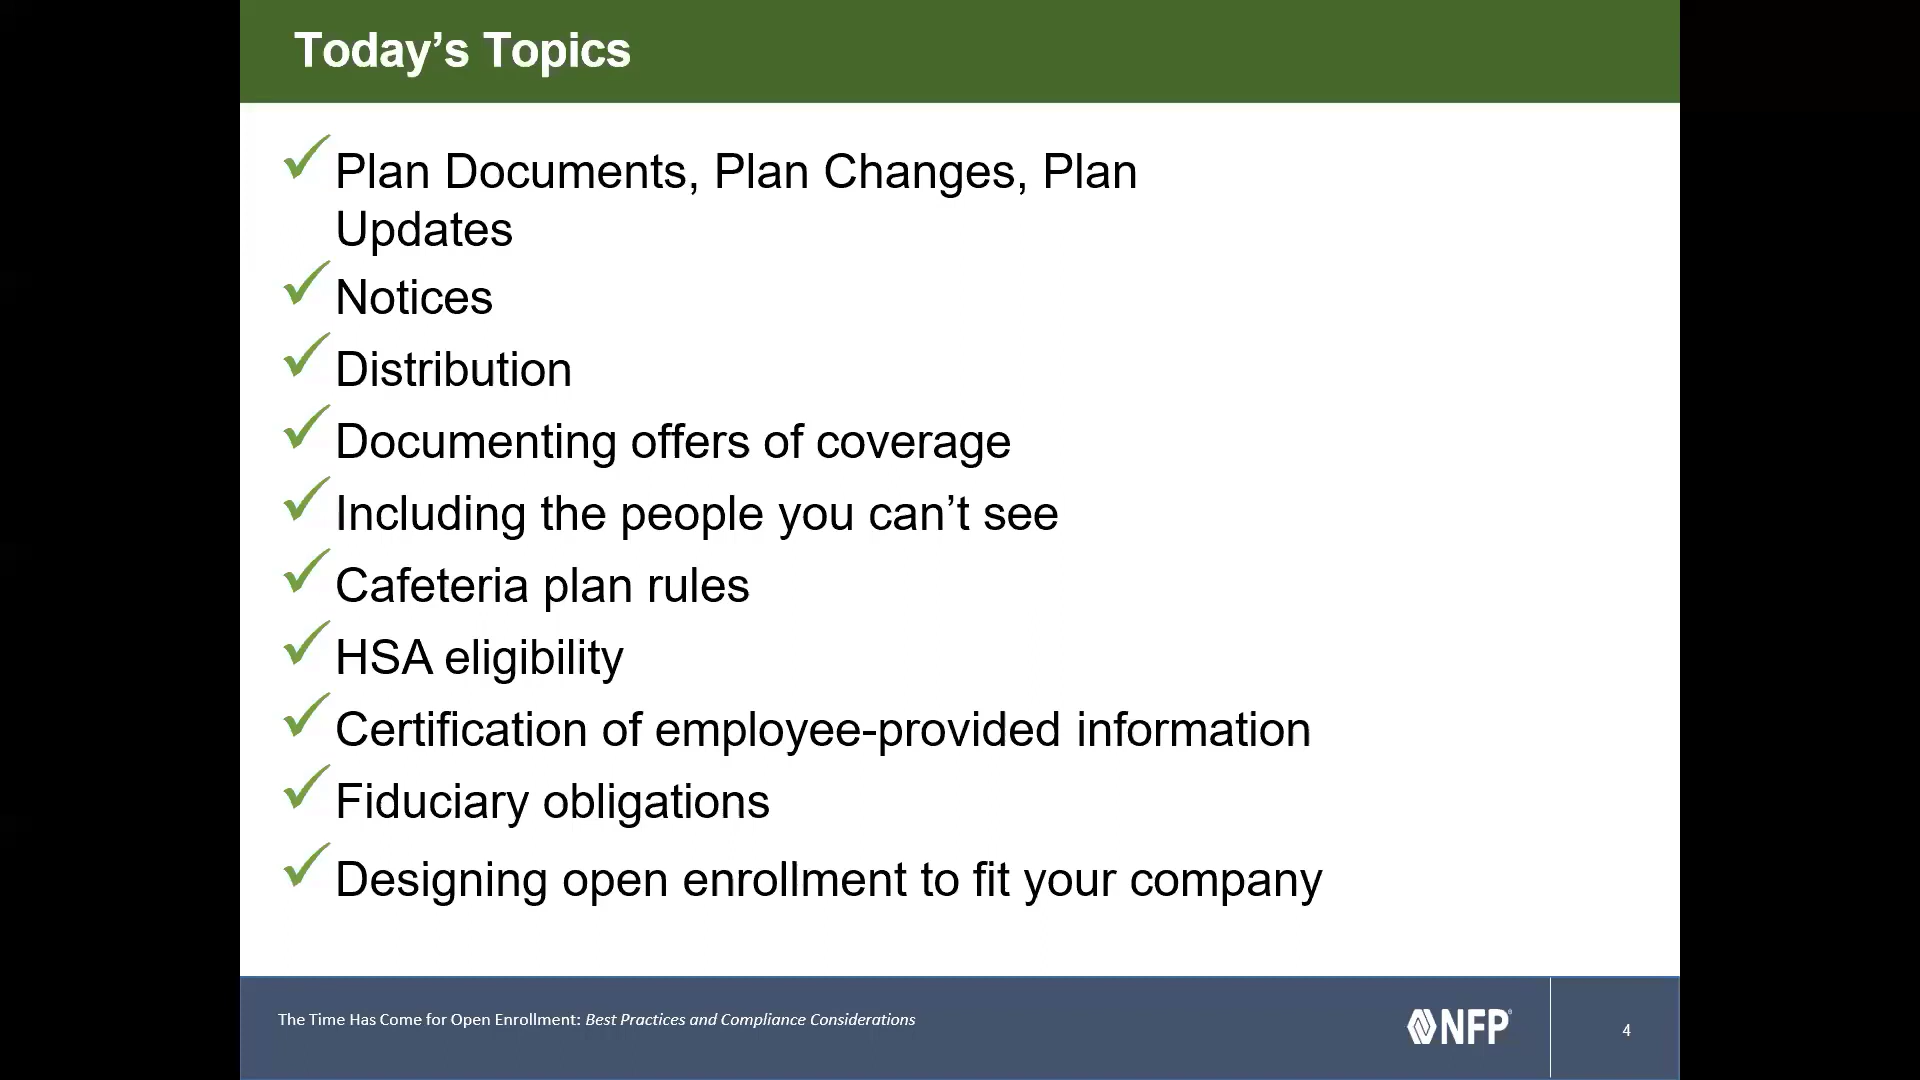 Today’s Topics
Plan Documents, Plan Changes, Plan
Updates
Notices
Distribution
Documenting offers of coverage
Including the people you can’t see
Cafeteria plan rules
HSA eligibility
Certification of employee-provided information
Fiduciary obligations
Designing open enrollment to fit your company
The Time Has Come for Open Enrollment: Best Practices and Compliance Considerations
NFP
4